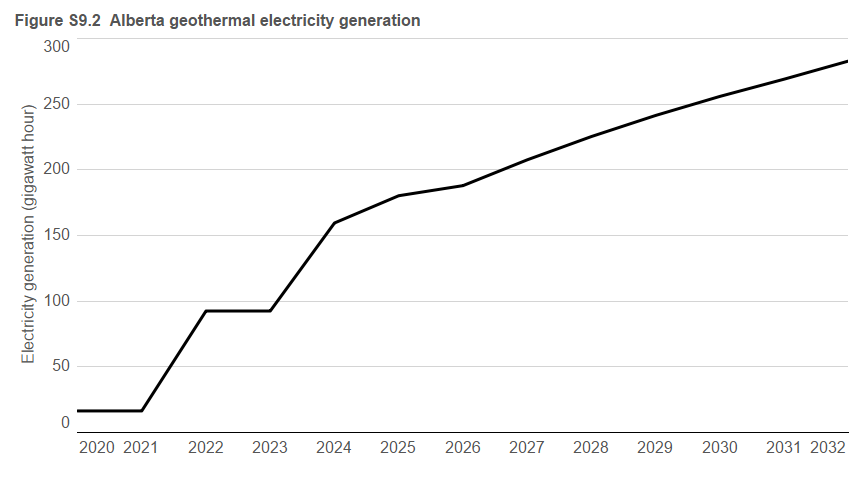 Figure S9.2 Alberta geothermal electricity generation
Electricity generation (gigawatt hour)
300
250
200
150
100
50
0
2020 2021 2022 2023 2024 2025 2026 2027 2028 2029 2030 2031 2032